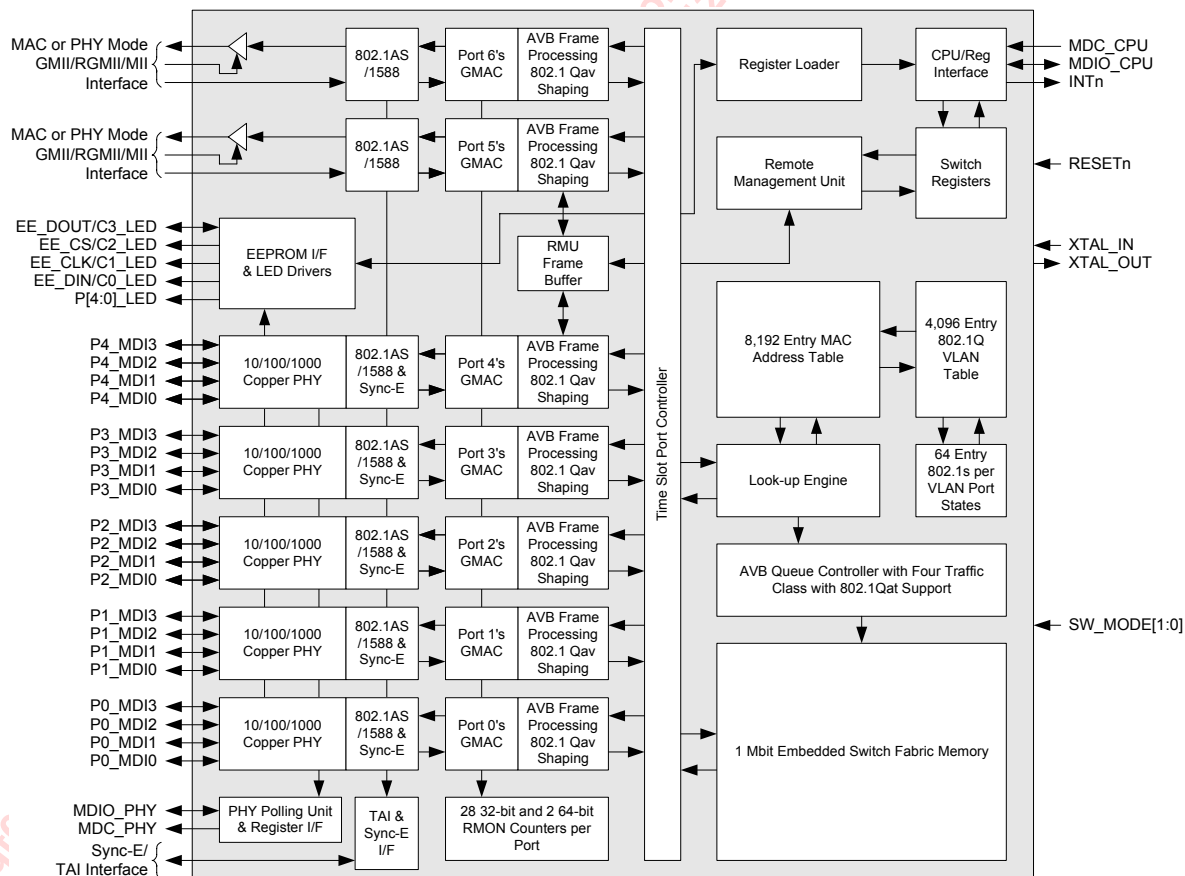 MAC or PHY Mode
GMII/RGMII/MII
Interface
802.1AS
/1588
Port 6's
GMAC
AVB Frame
Processing
802.1 Qav
Shaping
Register Loader
CPU/Reg
Interface
MDC_CPU
MDIO_CPU
INTn
MAC or PHY Mode
GMII/RGMII/MII
Interface
802.1AS
/1588
Port 5's
GMAC
AVB Frame
Processing
802.1 Qav
Shaping
Remote
Management Unit
Switch
Registers
RESETn
EE_DOUT/C3_LED
EE_CS/C2_LED
EE_CLK/C1_LED
EE_DIN/C0_LED
P[4:0]_LED
EEPROM I/F
& LED Drivers
RMU
Frame
Buffer
XTAL_IN
XTAL_OUT
P4_MDI3
P4_MDI2
P4_MDI1
P4_MDI0
10/100/1000
Copper PHY
802.1AS
/1588 &
Sync-E
Port 4's
GMAC
AVB Frame
Processing
802.1 Qav
Shaping
Time Slot Port Controller
8,192 Entry MAC
Address Table
4,096 Entry
802.1Q
VLAN
Table
P3_MDI3
P3_MDI2
P3_MDI1
P3_MDI0
10/100/1000
Copper PHY
802.1AS
/1588 &
Sync-E
Port 3's
GMAC
AVB Frame
Processing
802.1 Qav
Shaping
Look-up Engine
64 Entry
802.1s per
VLAN Port
States
P2_MDI3
P2_MDI2
P2_MDI1
P2_MDI0
10/100/1000
Copper PHY
802.1AS
/1588 &
Sync-E
Port 2's
GMAC
AVB Frame
Processing
802.1 Qav
Shaping
AVB Queue Controller with Four Traffic
Class with 802.1Qat Support
P1_MDI3
P1_MDI2
P1_MDI1
P1_MDI0
10/100/1000
Copper PHY
802.1AS
/1588 &
Sync-E
Port 1's
GMAC
AVB Frame
Processing
802.1 Qav
Shaping
SW_MODE[1:0]
P0_MDI3
P0_MDI2
P0_MDI1
P0_MDI0
10/100/1000
Copper PHY
802.1AS
/1588 &
Sync-E
Port 0's
GMAC
AVB Frame
Processing
802.1 Qav
Shaping
1 Mbit Embedded Switch Fabric Memory
MDIO_PHY
MDC_PHY
PHY Polling Unit
& Register I/F
TAI &
Sync-E
I/F
28 32-bit and 2 64-bit
RMON Counters per
Port
Sync-E/
TAI Interface